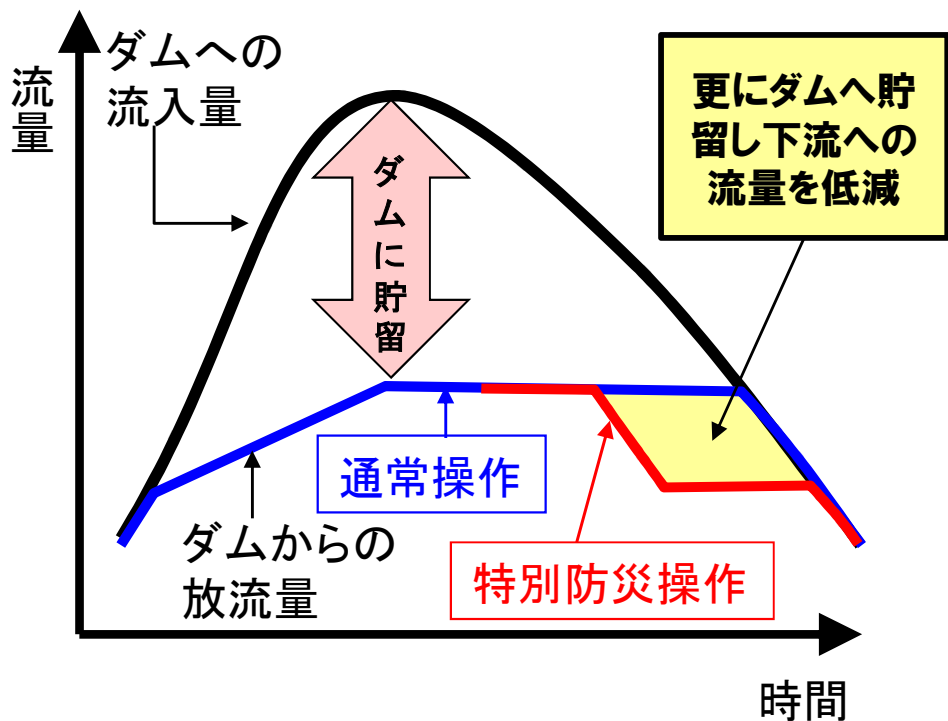 流
量
ダムへの
流入量
更にダムへ貯
留し下流への
流量を低減
ダムに貯留
通常操作
ダムからの
放流量
特別防災操作
時間